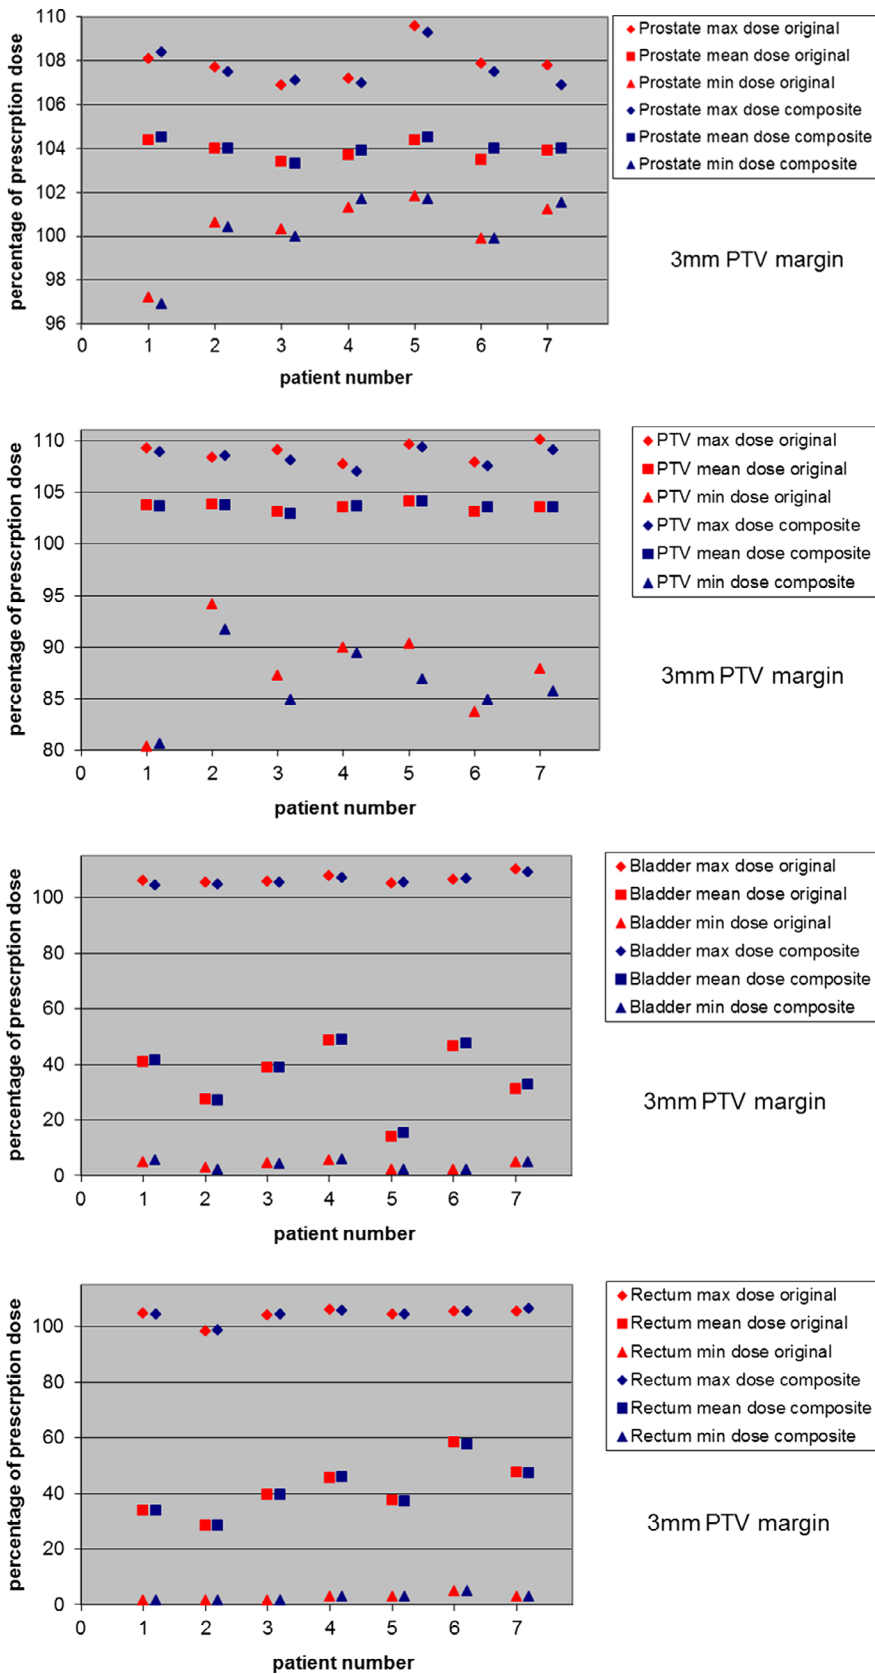 110
108
106
104
102
100
98
96
0
1
2
3
4
5
6
7
percentage of prescrption dose
patient number
Prostate max dose original
Prostate mean dose original
Prostate min dose original
Prostate max dose composite
Prostate mean dose composite
Prostate min dose composite
3mm PTV margin
110
105
100
95
90
85
80
0
1
2
3
4
5
6
7
percentage of prescrption dose
patient number
PTV max dose original
PTV mean dose original
PTV min dose original
PTV max dose composite
PTV mean dose composite
PTV min dose composite
3mm PTV margin
100
80
60
40
20
0
0
1
2
3
4
5
6
7
percentage of prescrption dose
patient number
Bladder max dose original
Bladder mean dose original
Bladder min dose original
Bladder max dose composite
Bladder mean dose composite
Bladder min dose composite
3mm PTV margin
100
80
60
40
20
0
0
1
2
3
4
5
6
7
percentage of prescrption dose
patient number
Rectum max dose original
Rectum mean dose original
Rectum min dose original
Rectum max dose composite
Rectum mean dose composite
Rectum min dose composite
3mm PTV margin